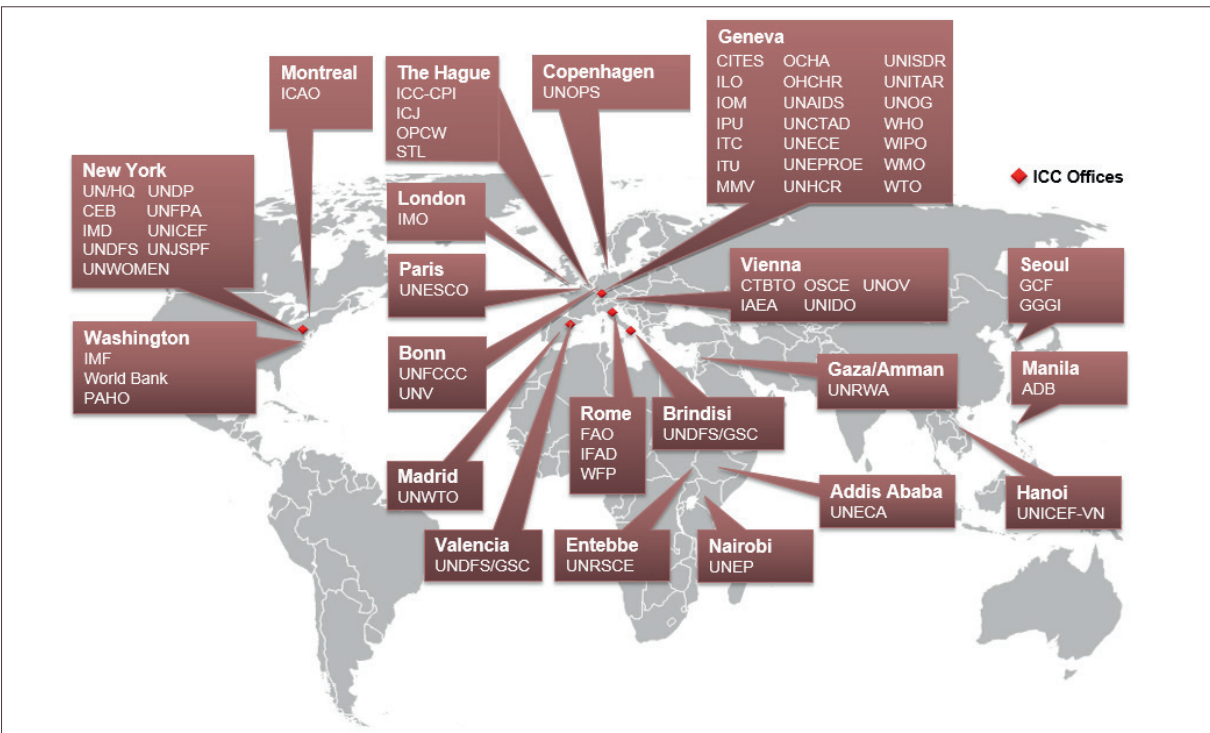 Montreal
ICAO
The Hague
ICC-CPI
ICJ
OPCW
STL
Copenhagen
UNOPS
Geneva
CITES OCHA UNISDR
ILO OHCHR UNITAR
IOM UNAIDS UNOG
IPU UNCTAD WHO
ITC UNECE WIPO
ITU UNEPROE WMO
MMV UNHCR WTO
ICC Offices
New York
UN/HQ UNDP
CEB UNFPA
IMD UNICEF
UNDFS UNJSPF
UNWOMEN
London
IMO
Paris
UNESCO
Vienna
CTBTO OSCE UNOV
IAEA UNIDO
Seoul
GCF
GGGI
Washington
IMF
World Bank
PAHO
Bonn
UNFCCC
UNV
Gaza/Amman
UNRWA
Manila
ADB
Rome
FAO
IFAD
WFP
Brindisi
UNDFS/GSC
Madrid
UNWTO
Addis Ababa
UNECA
Hanoi
UNICEF-VN
Valencia
UNDFS/GSC
Entebbe
UNRSCE
Nairobi
UNEP